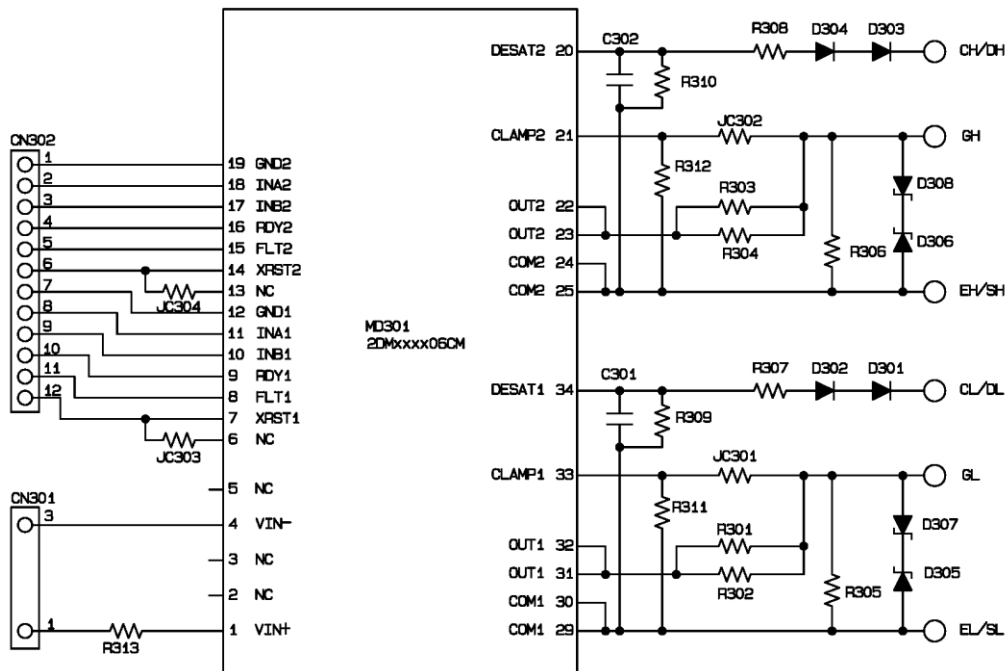 CN302
1
2
3
4
5
6
7
8
9
10
11
12
JC304
JC303
CN301
3
1
R313
19 GND2
18 INA2
17 INB2
16 RDY2
15 FLT2
14 XRST2
13 NC
12 GND1
11 INA1
10 INB1
9 RDY1
8 FLT1
7 XRST1
6 NC
5 NC
4 VIN-
3 NC
2 NC
1 VIN+
MD301
2DMxxxx06CM
DESAT2 20
CLAMP2 21
OUT2 22
OUT2 23
COM2 24
COM2 25
DESAT1 34
CLAMP1 33
OUT1 32
OUT1 31
COM1 30
COM1 29
C302
R310
R308
D304
D303
CH/DH
JC302
GH
R312
R303
R304
R306
D308
D306
EH/SH
C301
R309
R307
D302
D301
CL/DL
JC301
GL
R311
R301
R302
R305
D307
D305
EL/SL